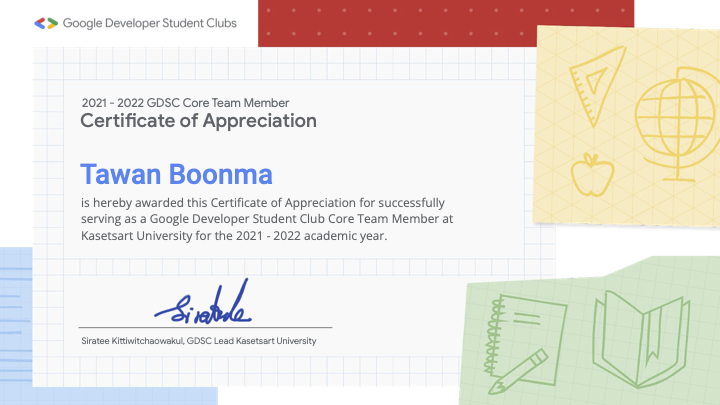 Google Developer Student Clubs
2021 - 2022 GDSC Core Team Member
Certificate of Appreciation
Tawan Boonma
is hereby awarded this Certificate of Appreciation for successfully
serving as a Google Developer Student Club Core Team Member at
Kasetsart University for the 2021 - 2022 academic year.
Siratee
Siratee Kittiwitchaowakul, GDSC Lead Kasetsart University